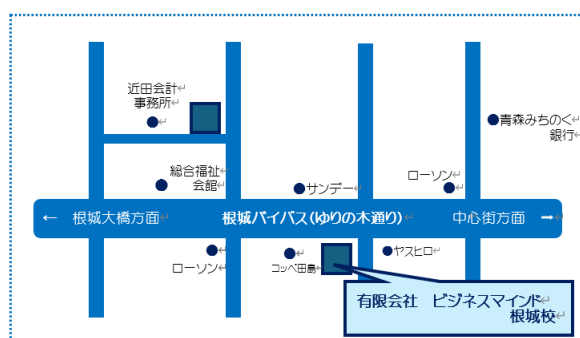 近田会計
事務所
青森みちのく
銀行
総合福祉
会館
ローソン
サンデー
← 根城大橋方面 根城バイパス(ゆりの木通り) 中心街方面 →
ローソン
コッペ田島
ヤスヒロ
有限会社 ビジネスマインド
根城校